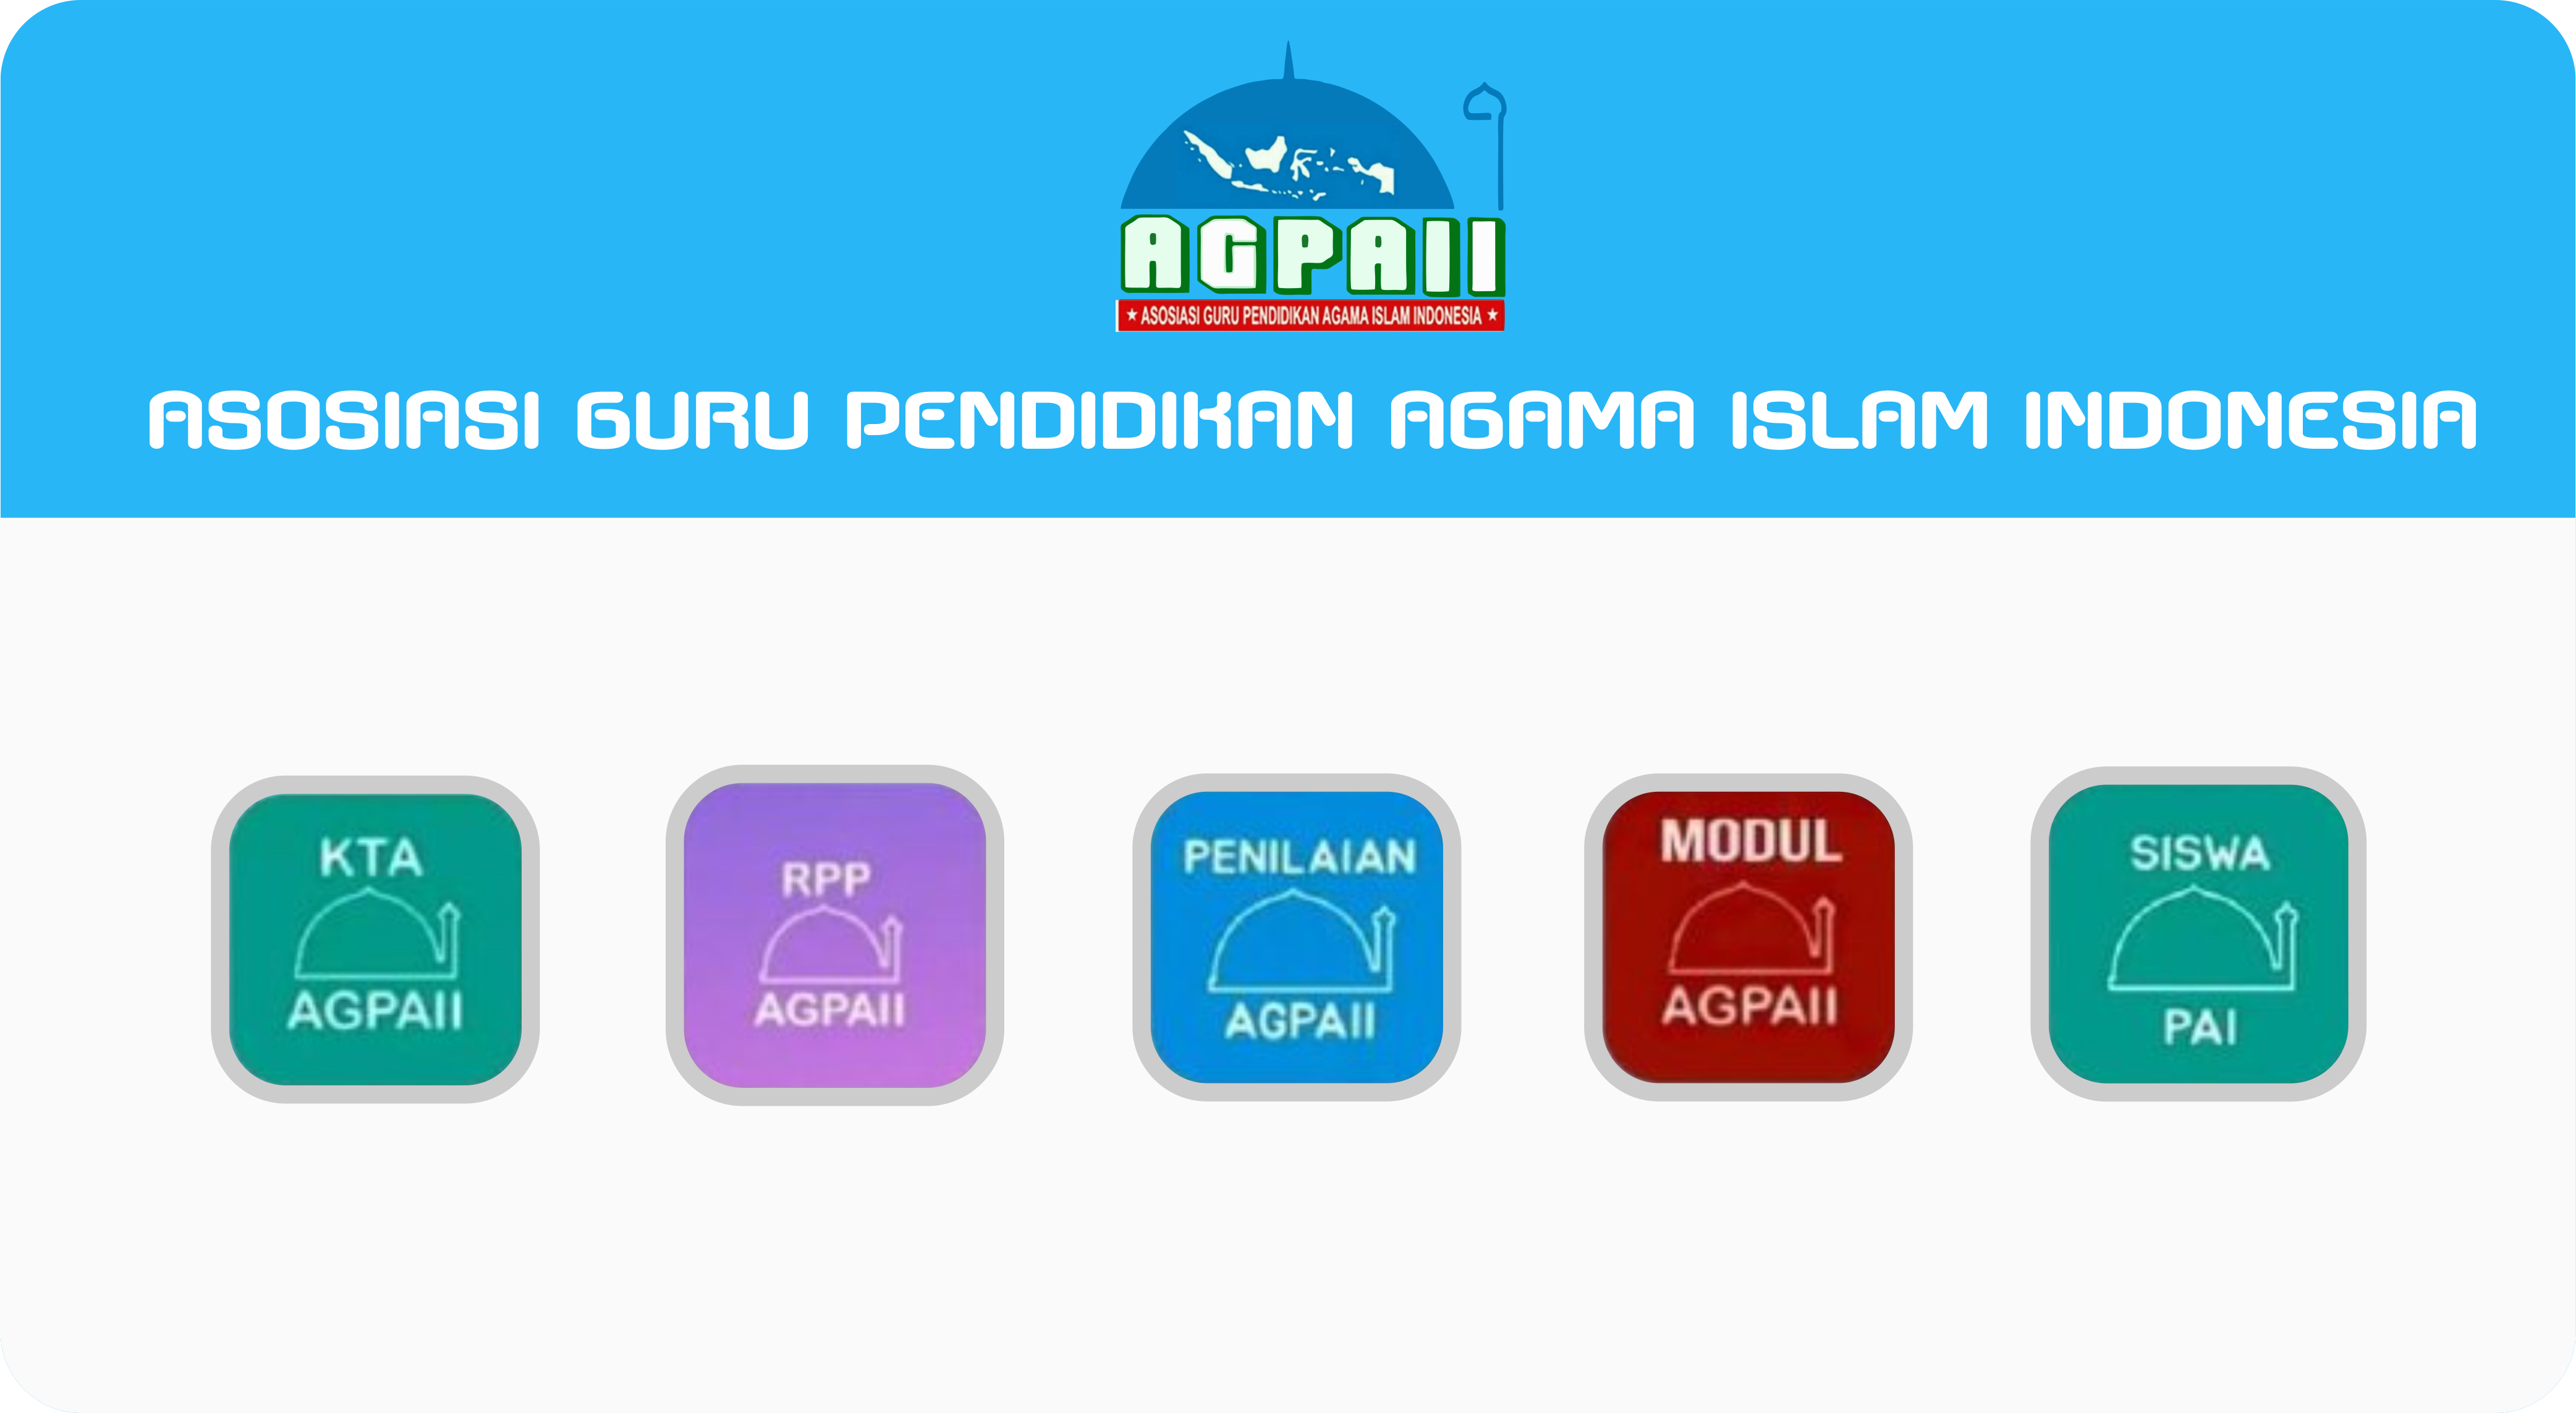 AGPAII
★ ASOSIASI GURU PENDIDIKAN AGAMA ISLAM INDONESIA ★
ASOSIASI GURU PENDIDIKAN AGAMA ISLAM INDONESIA
KTA
AGPAII
RPP
AGPAII
PENILAIAN
AGPAII
MODUL
AGPAII
SISWA
PAI